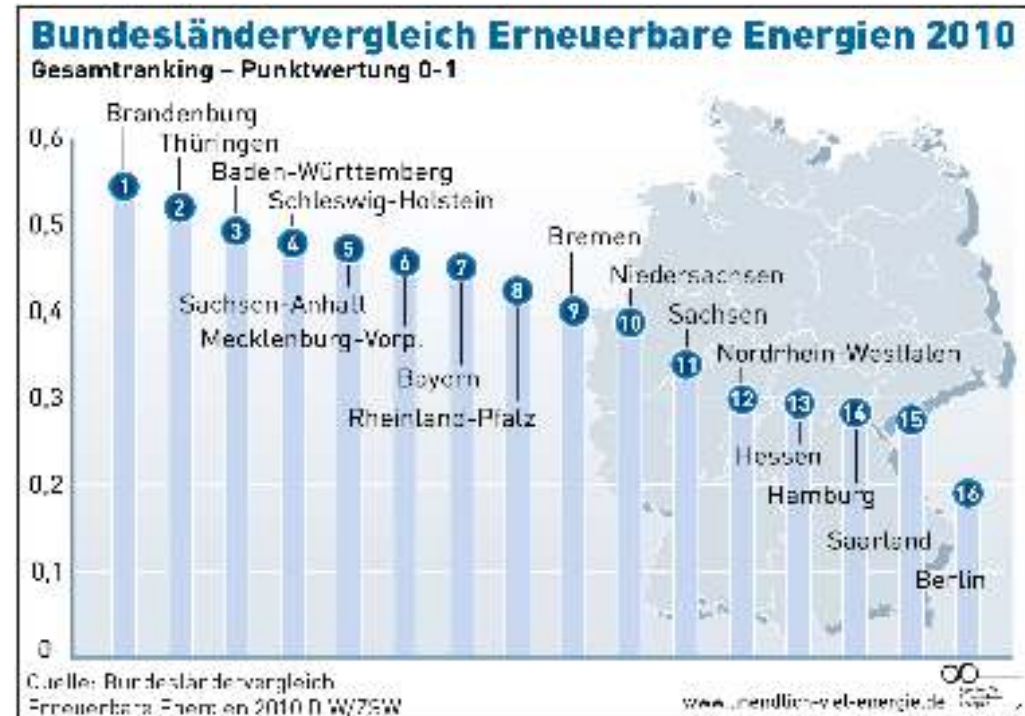 Bundesländervergleich Erneuerbare Energien 2010
Gesamtranking – Punktwertung 0-1
Brandenburg
Thüringen
Baden-Württemberg
Schleswig-Holstein
Sachsen-Anhalt
Mecklenburg-Vorp.
Bayern
Rheinland-Pfalz
Bremen
Niedersachsen
Sachsen
Nordrhein-Westfalen
Hessen
Hamburg
Saarland
Berlin
0,6
0,5
0,4
0,3
0,2
0,1
0
1
2
3
4
5
6
7
8
9
10
11
12
13
14
15
16
Quelle: Bundesländervergleich
Erneuerbare Energien 2010 DIW/ZSW
www.unendlich-viel-energie.de